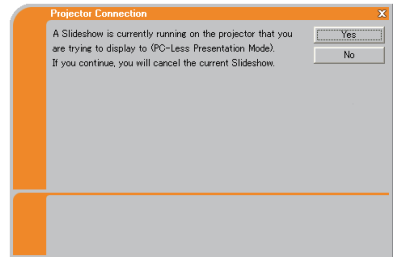 Projector Connection
A Slideshow is currently running on the projector that you
are trying to display to (PC-Less Presentation Mode).
If you continue, you will cancel the current Slideshow.
Yes
No